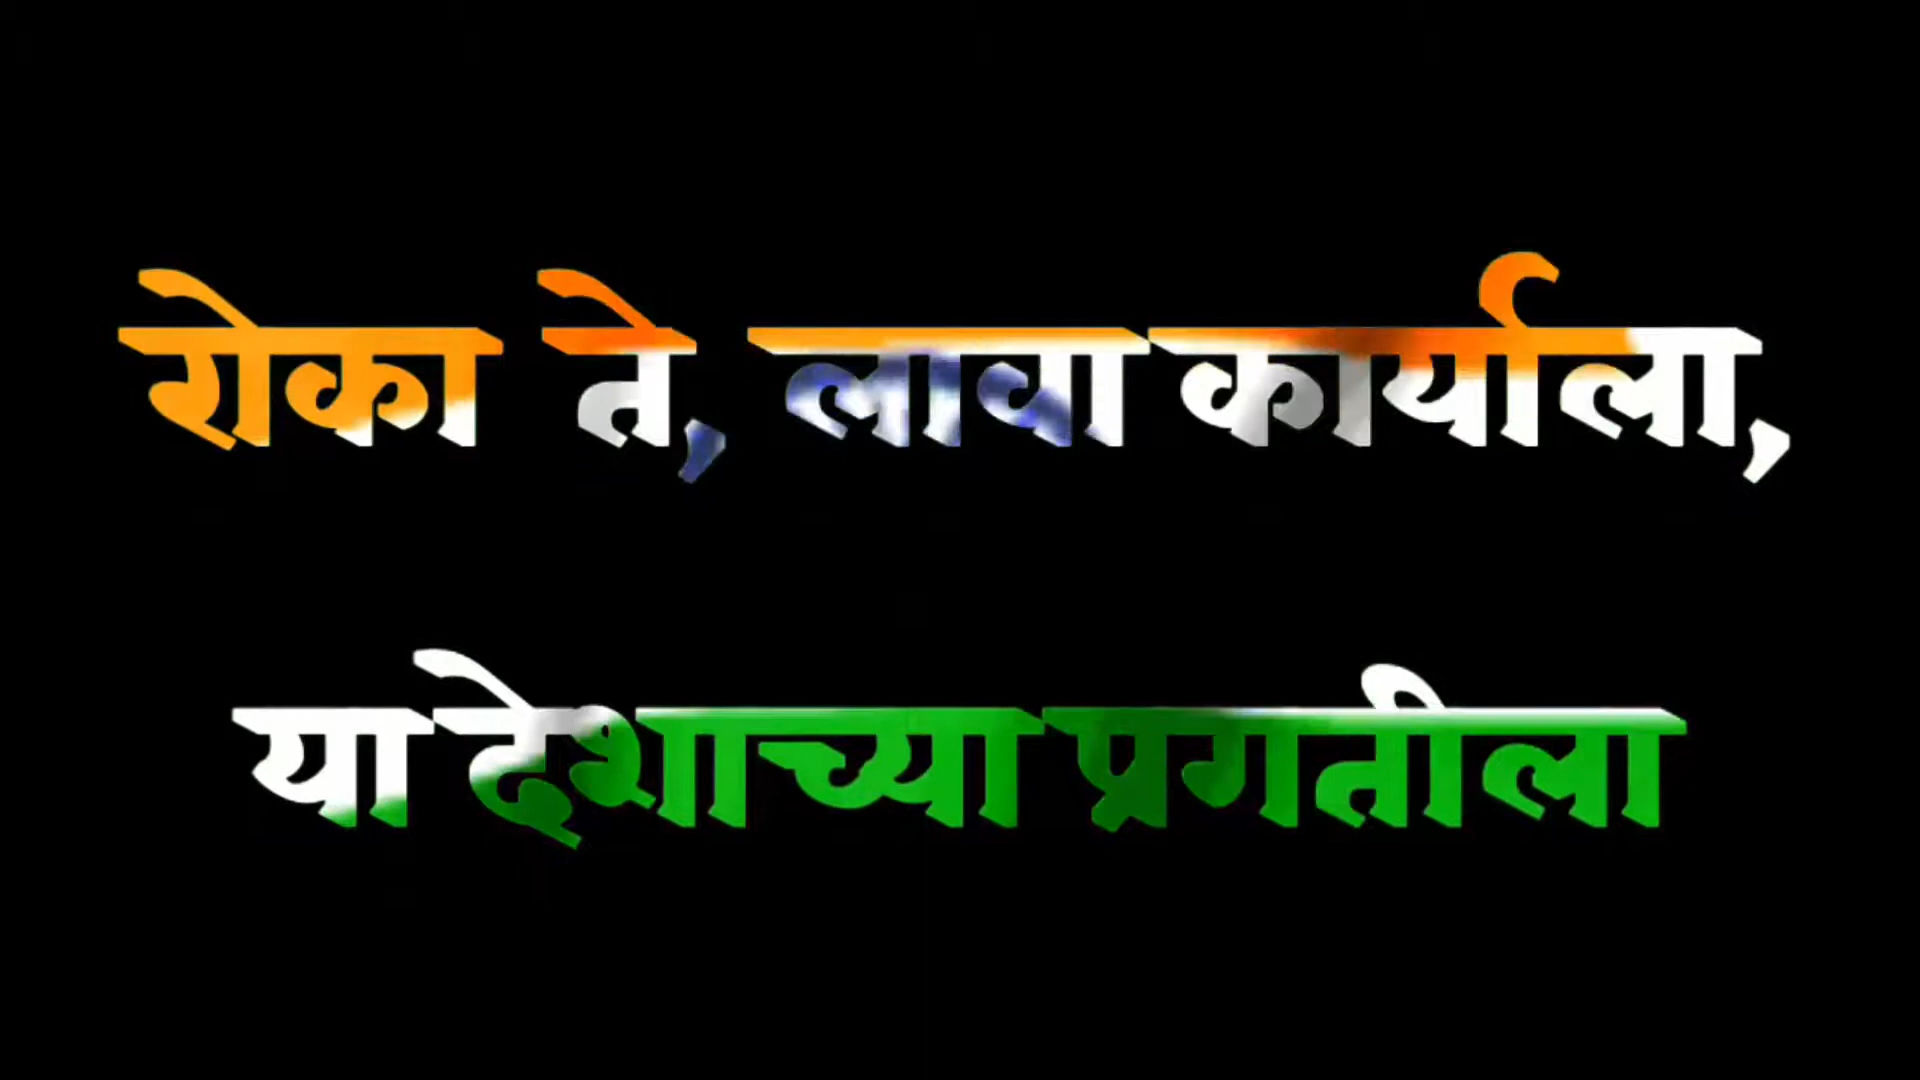 रोका ते, लावा कार्याला,
या देशाच्या प्रगतीला